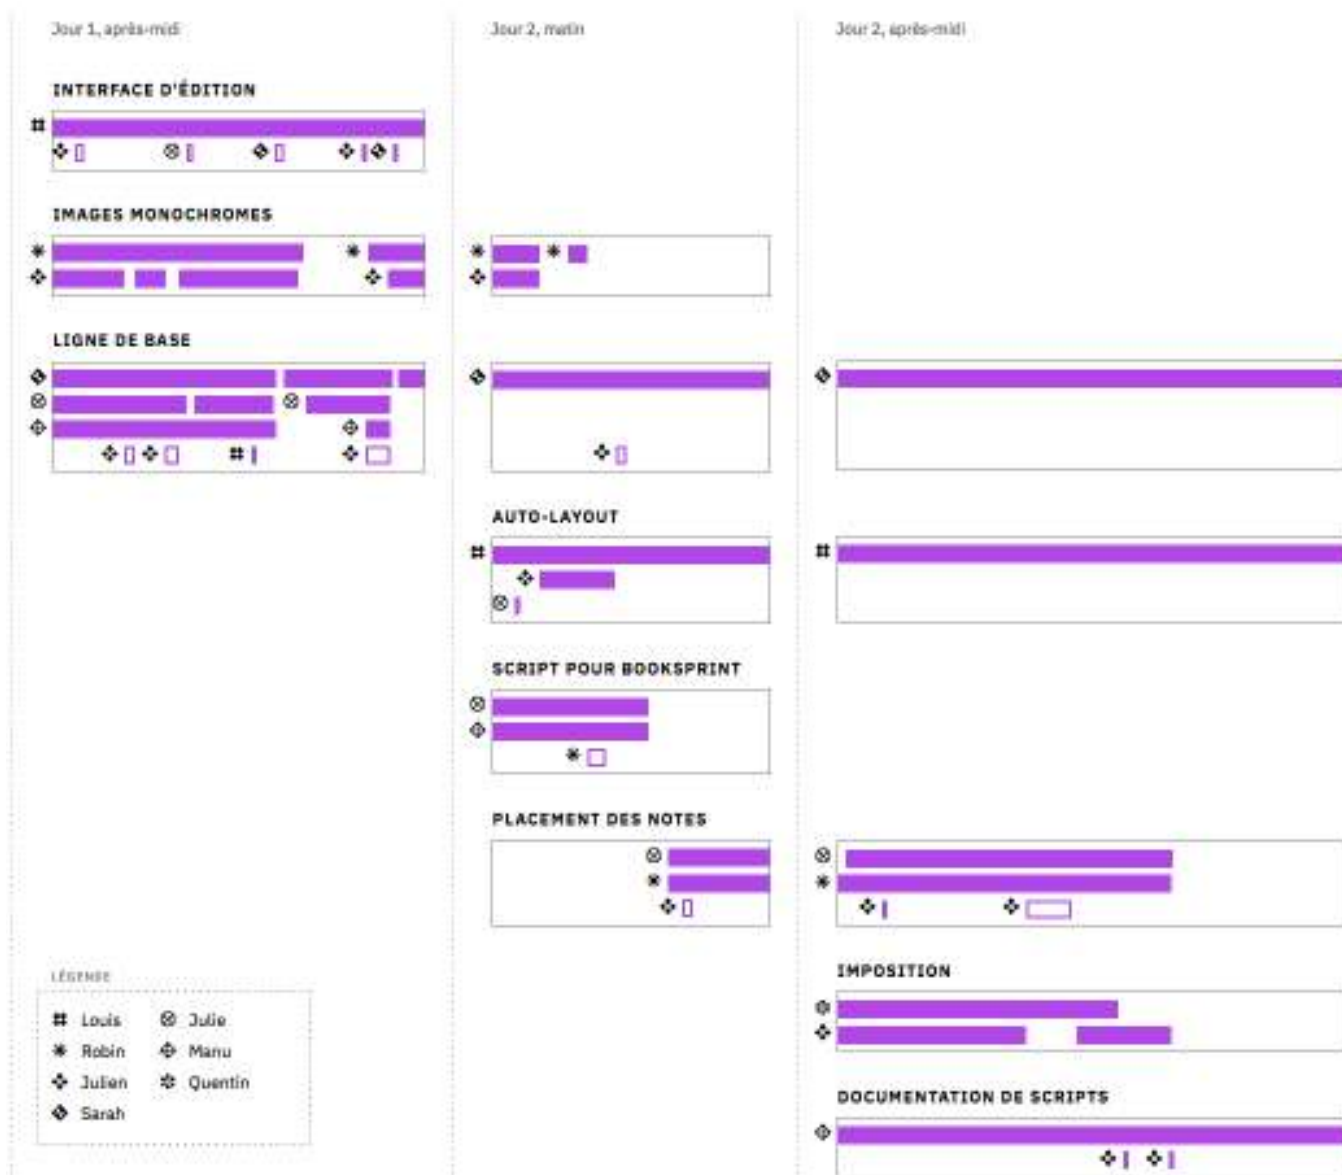 Jour 1, après-midi
Jour 2, matin
Jour 2, après-midi
INTERFACE D'ÉDITION
IMAGES MONOCHROMES
LIGNE DE BASE
AUTO-LAYOUT
SCRIPT POUR BOOKSPRINT
PLACEMENT DES NOTES
IMPOSITION
DOCUMENTATION DE SCRIPTS
LÉGENDE
Louis
Julie
Robin
Manu
Julien
Quentin
Sarah